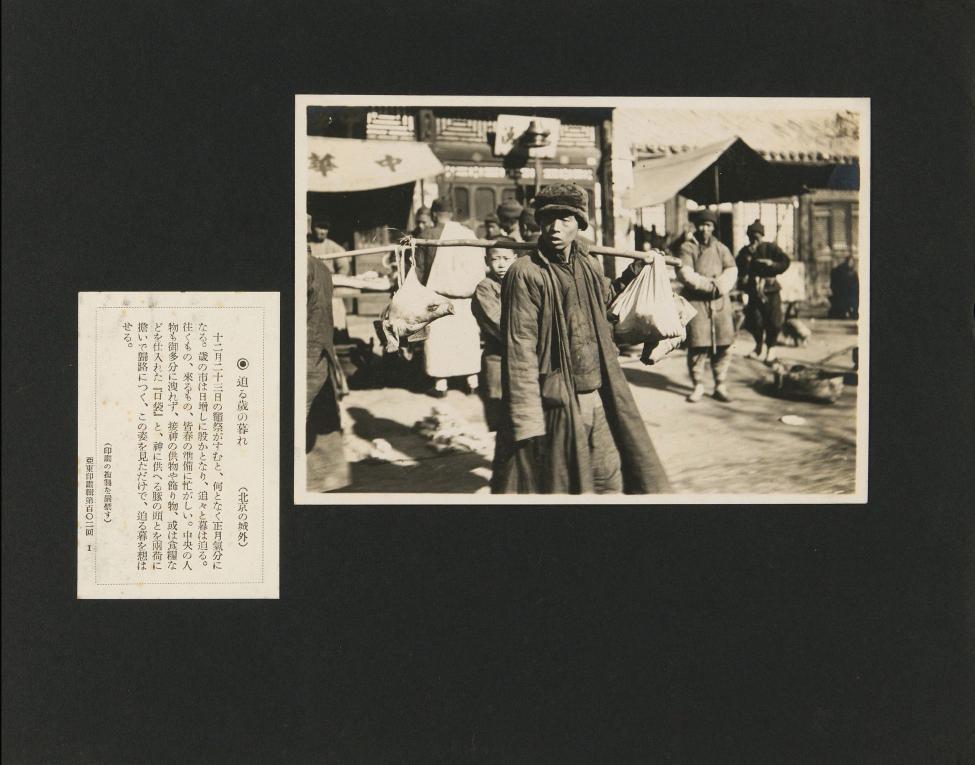 ◉ 迫る歳の暮れ (北京の城外)
十二月二十三日の竈祭がすむと、何となく正月氣分に
なる。歳の市は日增しに殷かとなり、追々と暮は迫る。
往くもの、來るもの、皆春の準備に忙がしい。中央の人
物も御多分に洩れず、接神の供物や飾り物、或は食糧な
どを仕入れた『口袋』と、神に供へる豚の頭とを兩荷に
擔いで歸路につく、この姿を見ただけで、迫る暮を想は
せる。
(印畫の複製を嚴禁す)
亞東印畫輯第百〇二回 1
中華